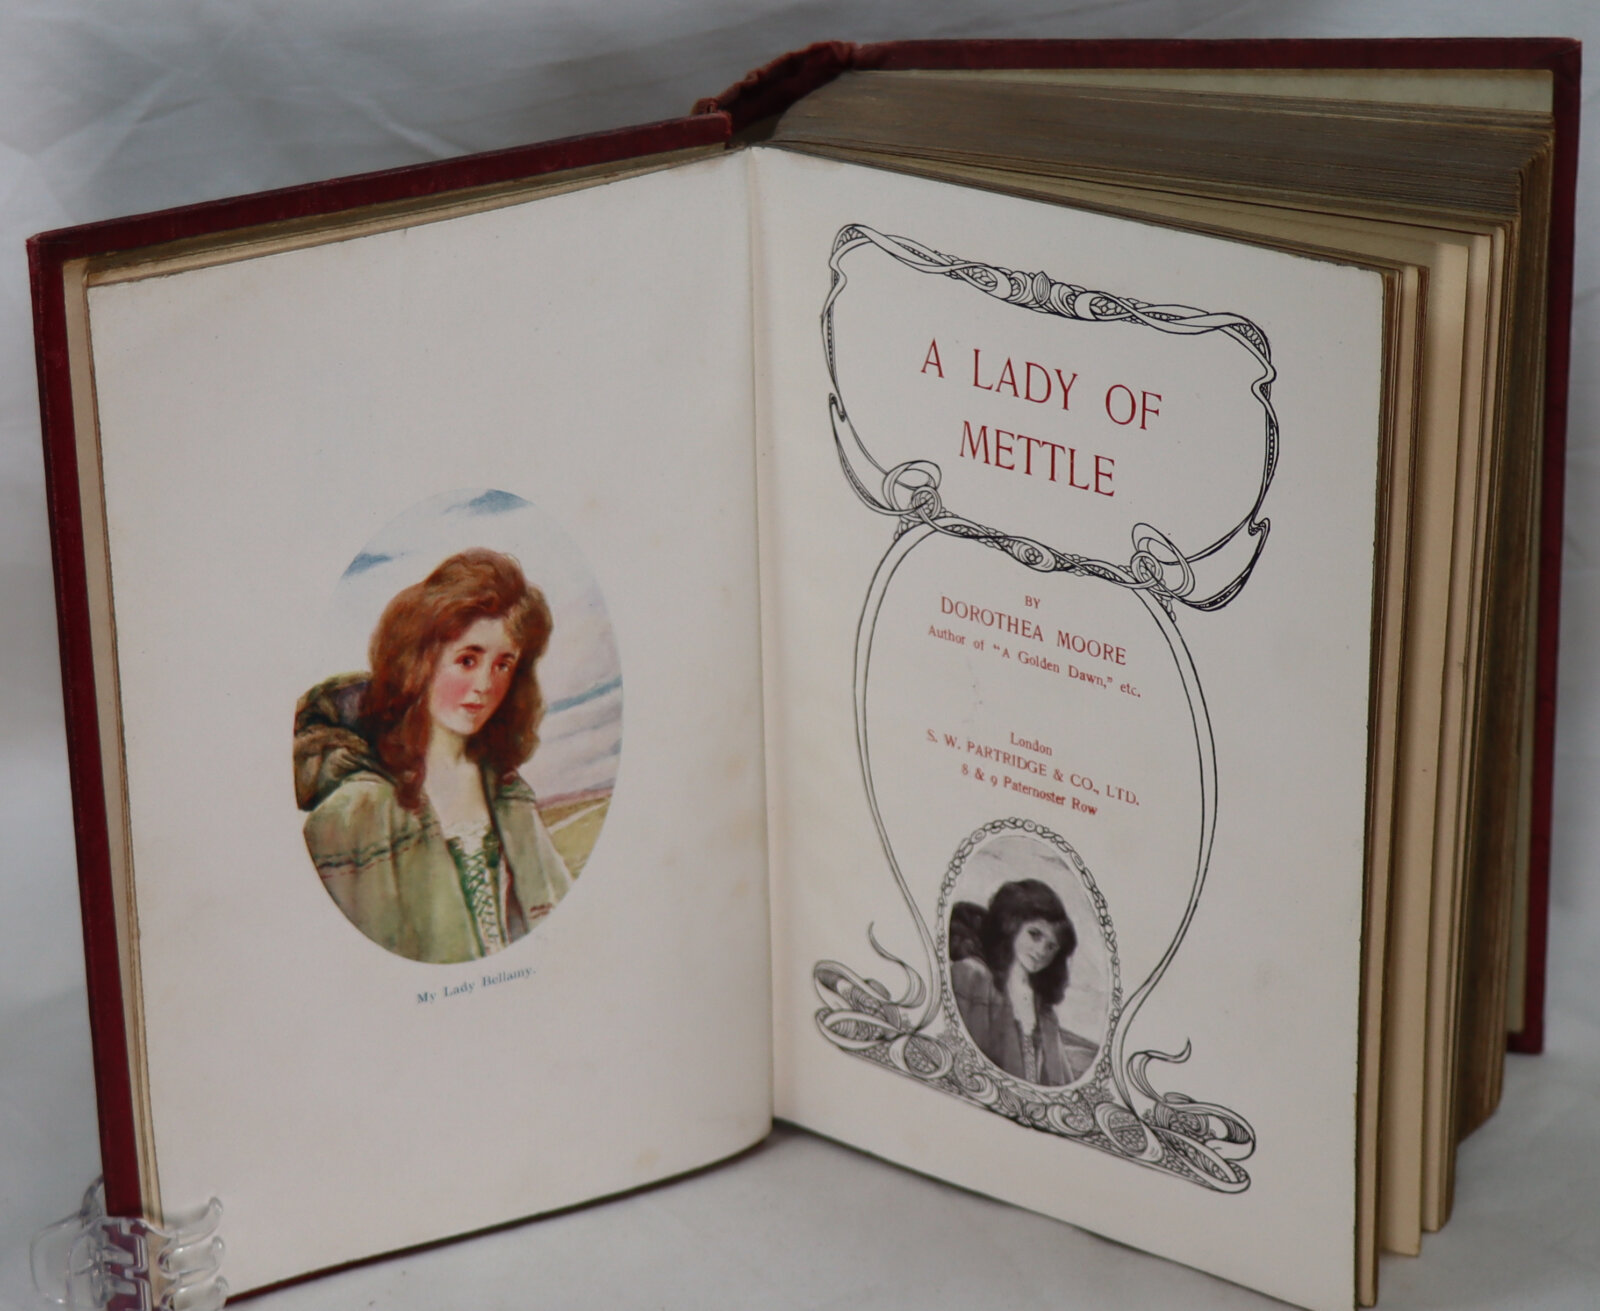 My Lady Bellamy.
A LADY OF
METTLE
BY
DOROTHEA MOORE
Author of "A Golden Dawn," etc.
London
S. W. PARTRIDGE & CO., LTD.
8 & 9 Paternoster Row